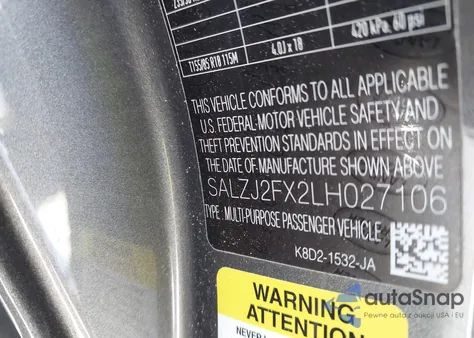 420 kPa, 60 psi
4.0J x 18
T155/85 R18 115M
THIS VEHICLE CONFORMS TO ALL APPLICABLE
U.S. FEDERAL MOTOR VEHICLE SAFETY AND
THEFT PREVENTION STANDARDS IN EFFECT ON
THE DATE OF MANUFACTURE SHOWN ABOVE
SALZJ2FX2LH027106
TYPE: MULTI-PURPOSE PASSENGER VEHICLE
K8D2-1532-JA
WARNING
ATTENTION
NEVER
autoSnap
Pewne auta z aukcji USA i EU